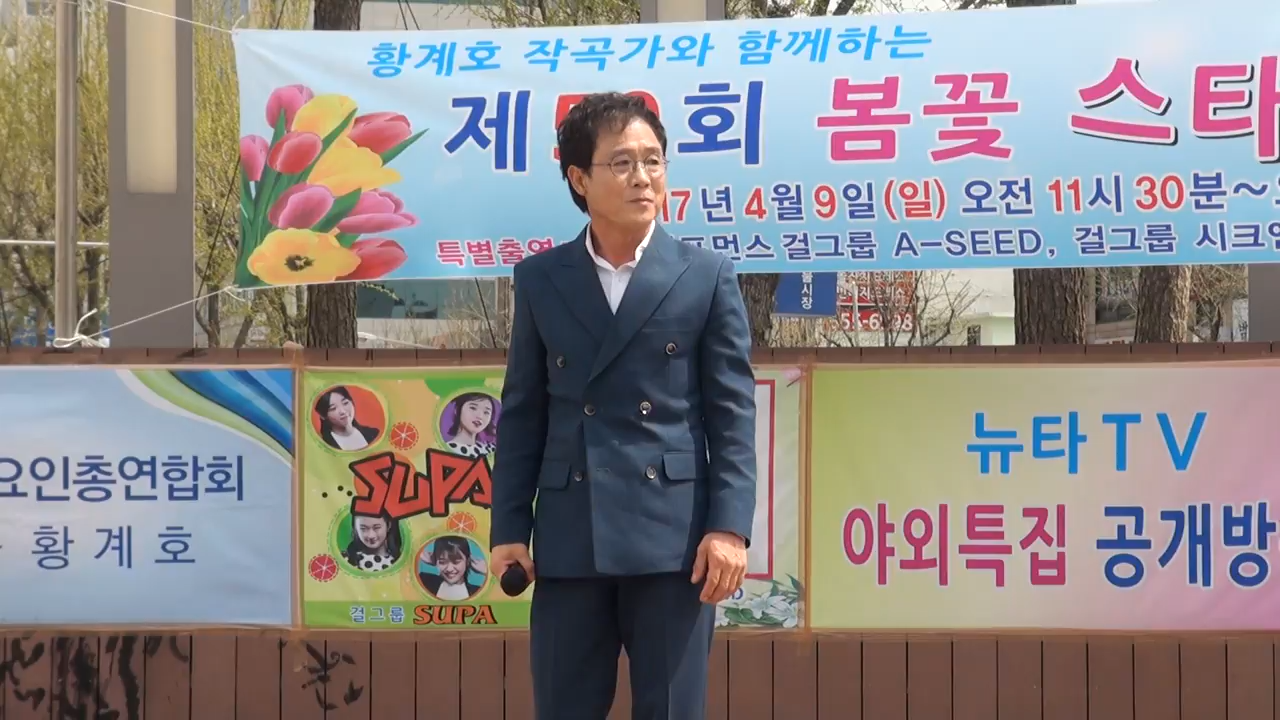 황계호 작곡가와 함께하는
제 회 봄꽃 스타
17년 4월 9일(일) 오전 11시 30분~
특별출연 퍼먼스걸그룹 A-SEED, 걸그룹 시크
요인총연합회
황계호
SUPA
걸그룹 SUPA
뉴타TV
야외특집 공개방